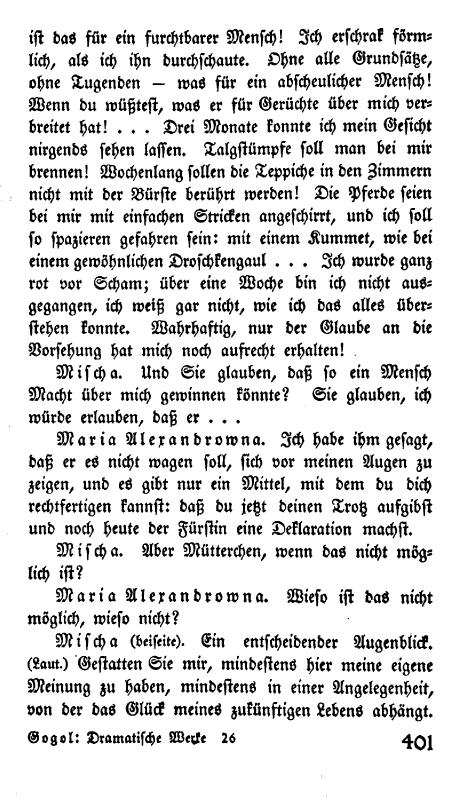 ist das für ein furchtbarer Mensch! Ich erschrak förm-
lich, als ich ihn durchschaute. Ohne alle Grundsätze,
ohne Tugenden — was für ein abscheulicher Mensch!
Wenn du wüßtest, was er für Gerüchte über mich ver-
breitet hat! . . . Drei Monate konnte ich mein Gesicht
nirgends sehen lassen. Talgstümpfe soll man bei mir
brennen! Wochenlang sollen die Teppiche in den Zimmern
nicht mit der Bürste berührt werden! Die Pferde seien
bei mir mit einfachen Stricken angeschirrt, und ich soll
so spazieren gefahren sein: mit einem Kummet, wie bei
einem gewöhnlichen Droschkengaul . . . Ich wurde ganz
rot vor Scham; über eine Woche bin ich nicht aus-
gegangen, ich weiß gar nicht, wie ich das alles über-
stehen konnte. Wahrhaftig, nur der Glaube an die
Vorsehung hat mich noch aufrecht erhalten!
Mischa. Und Sie glauben, daß so ein Mensch
Macht über mich gewinnen könnte? Sie glauben, ich
würde erlauben, daß er . . .
Maria Alexandrowna. Ich habe ihm gesagt,
daß er es nicht wagen soll, sich vor meinen Augen zu
zeigen, und es gibt nur ein Mittel, mit dem du dich
rechtfertigen kannst: daß du jetzt deinen Trotz aufgibst
und noch heute der Fürstin eine Deklaration machst.
Mischa. Aber Mütterchen, wenn das nicht mög-
lich ist?
Maria Alexandrowna. Wieso ist das nicht
möglich, wieso nicht?
Mischa (beiseite). Ein entscheidender Augenblick.
(Laut.) Gestatten Sie mir, mindestens hier meine eigene
Meinung zu haben, mindestens in einer Angelegenheit,
von der das Glück meines zukünftigen Lebens abhängt.
Gogol: Dramatische Werke 26
401